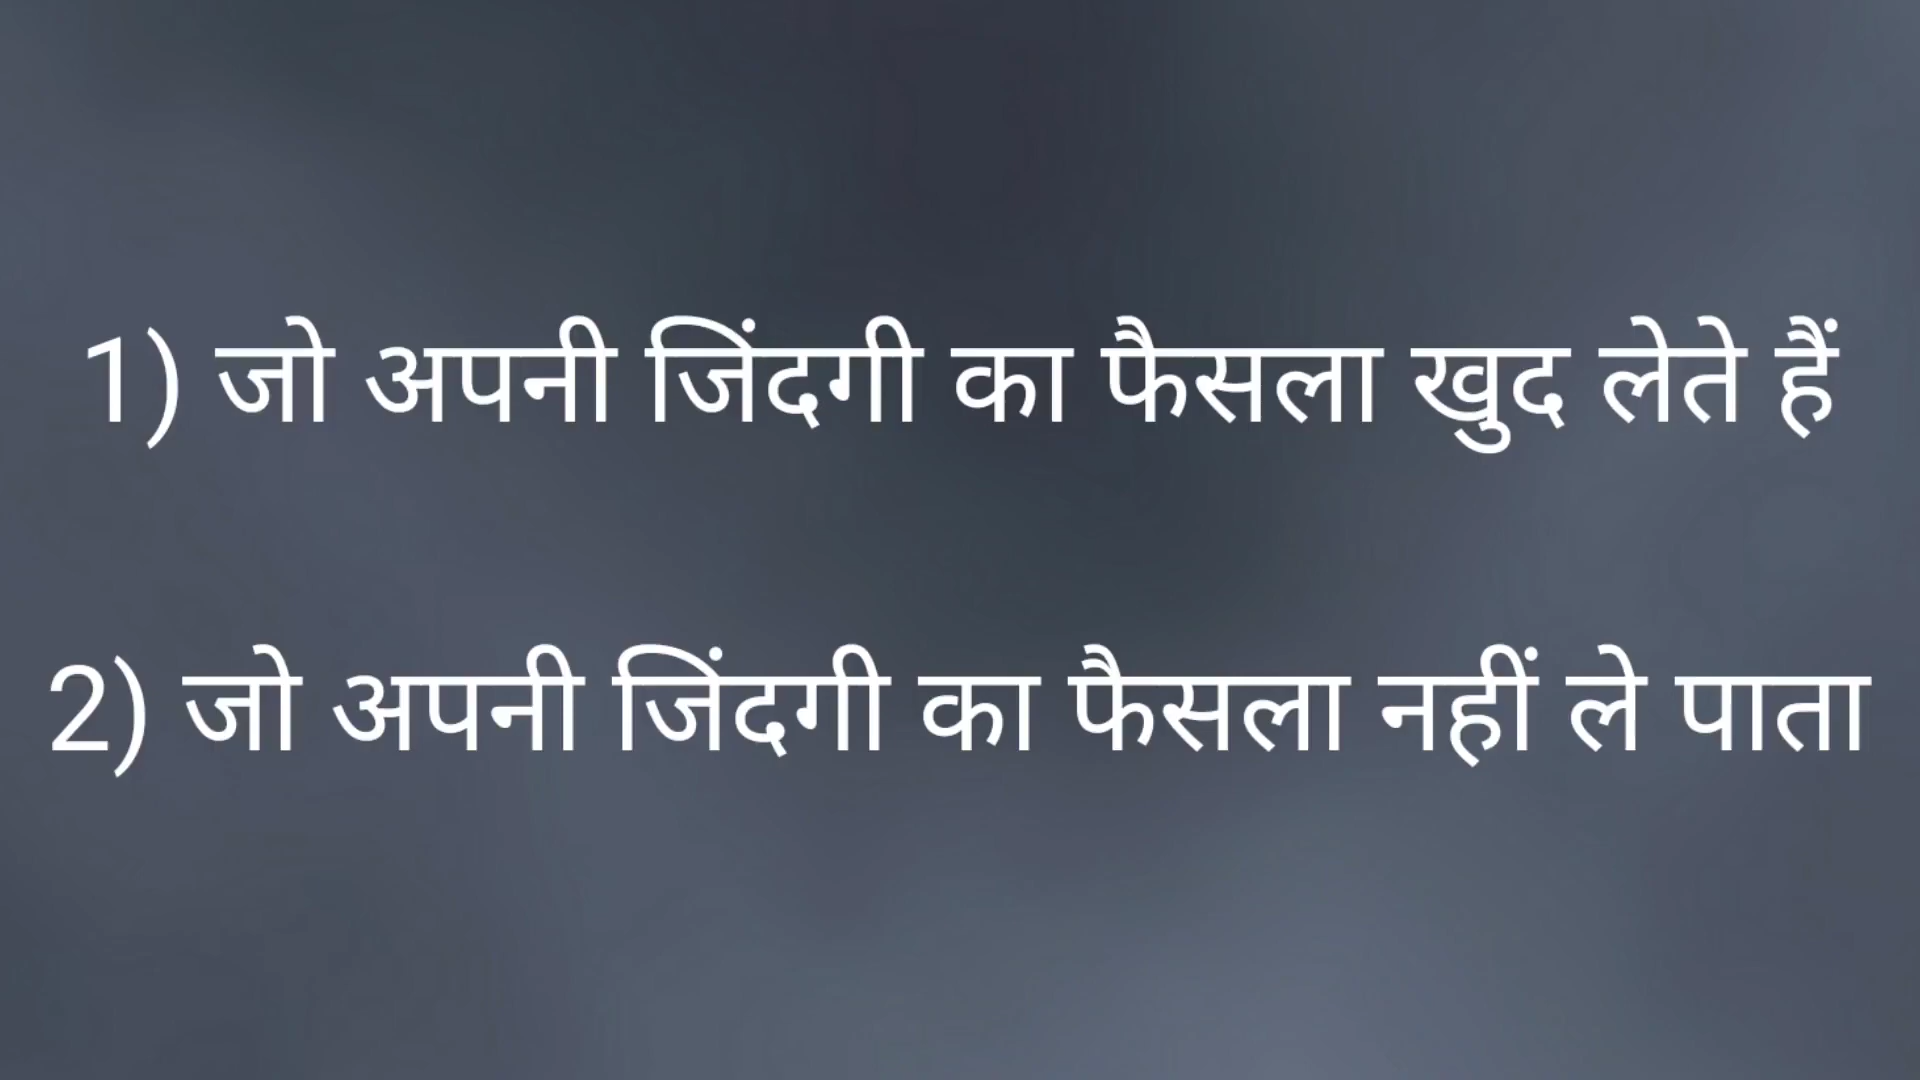 1) जो अपनी जिंदगी का फैसला खुद लेते हैं
2) जो अपनी जिंदगी का फैसला नहीं ले पाता